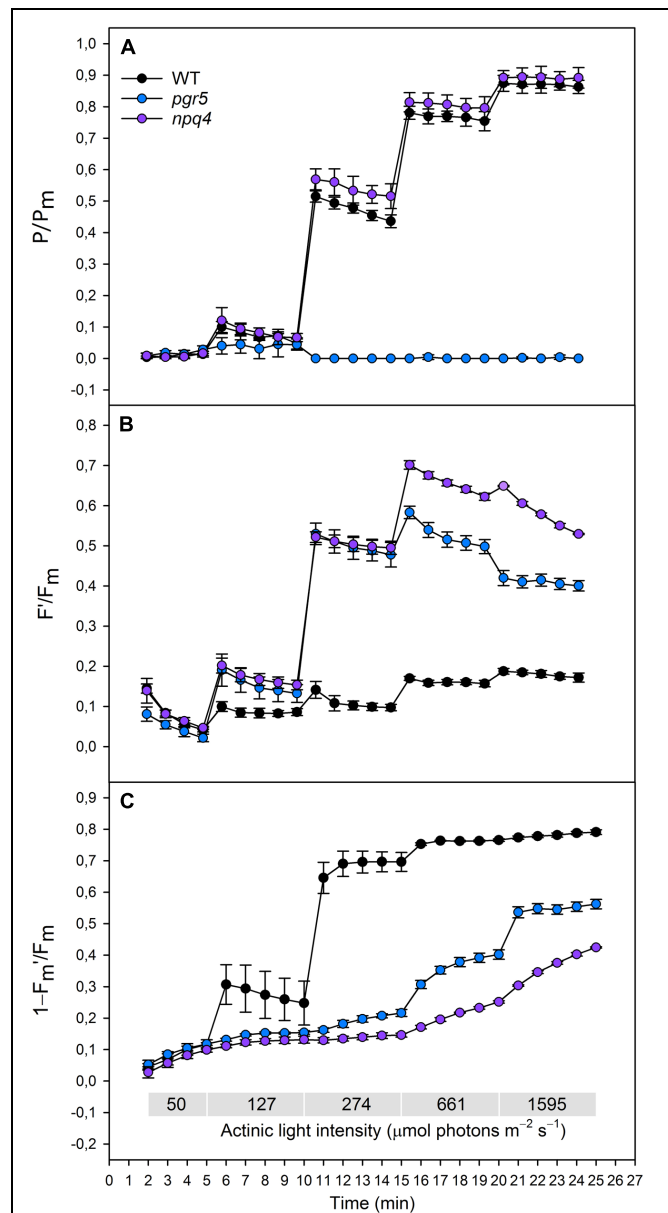 A
WT
pgr5
npq4
P/Pm
1,0
0,9
0,8
0,7
0,6
0,5
0,4
0,3
0,2
0,1
0,0
-0,1
B
F'/Fm
0,8
0,7
0,6
0,5
0,4
0,3
0,2
0,1
0,0
C
1−Fm'/Fm
0,9
0,8
0,7
0,6
0,5
0,4
0,3
0,2
0,1
0,0
-0,1
-0,2
50 127 274 661 1595
Actinic light intensity (μmol photons m⁻² s⁻¹)
0 1 2 3 4 5 6 7 8 9 10 11 12 13 14 15 16 17 18 19 20 21 22 23 24 25 26 27
Time (min)